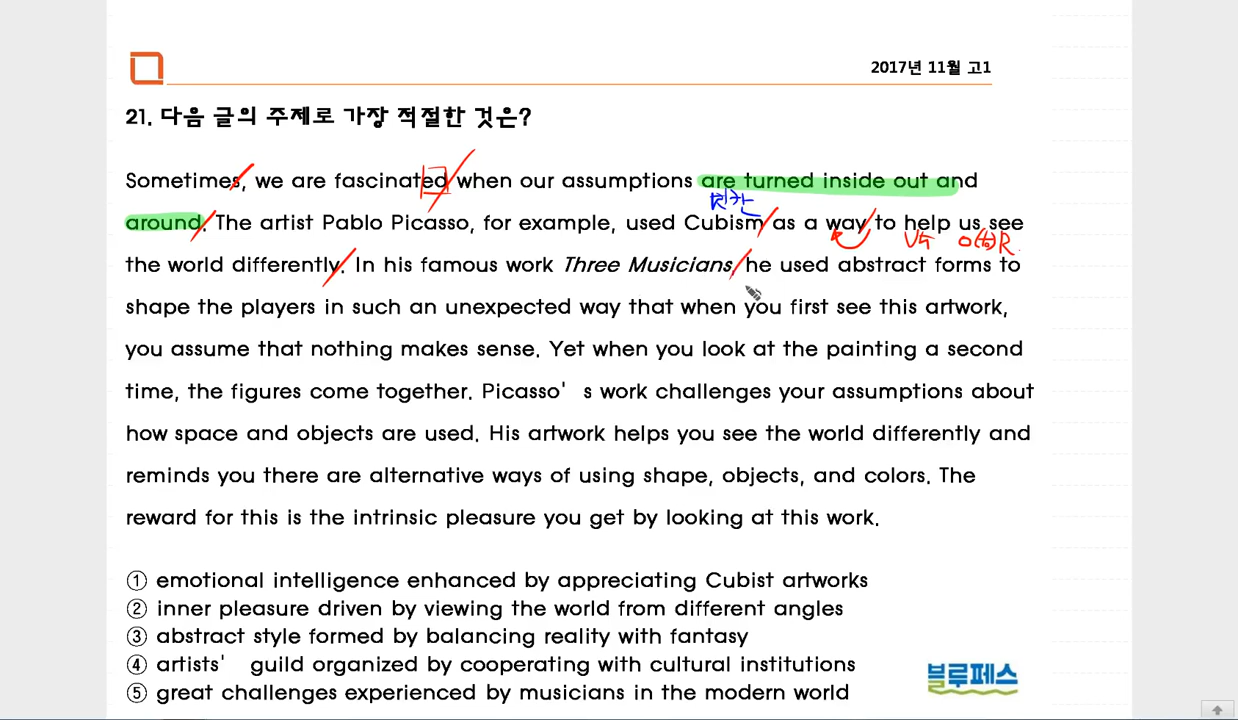 2017년 11월 고1
21. 다음 글의 주제로 가장 적절한 것은?
Sometimes, we are fascinated when our assumptions are turned inside out and
around. The artist Pablo Picasso, for example, used Cubism as a way to help us see
the world differently. In his famous work Three Musicians, he used abstract forms to
shape the players in such an unexpected way that when you first see this artwork,
you assume that nothing makes sense. Yet when you look at the painting a second
time, the figures come together. Picasso's work challenges your assumptions about
how space and objects are used. His artwork helps you see the world differently and
reminds you there are alternative ways of using shape, objects, and colors. The
reward for this is the intrinsic pleasure you get by looking at this work.
① emotional intelligence enhanced by appreciating Cubist artworks
② inner pleasure driven by viewing the world from different angles
③ abstract style formed by balancing reality with fantasy
④ artists' guild organized by cooperating with cultural institutions
⑤ great challenges experienced by musicians in the modern world
블루페스